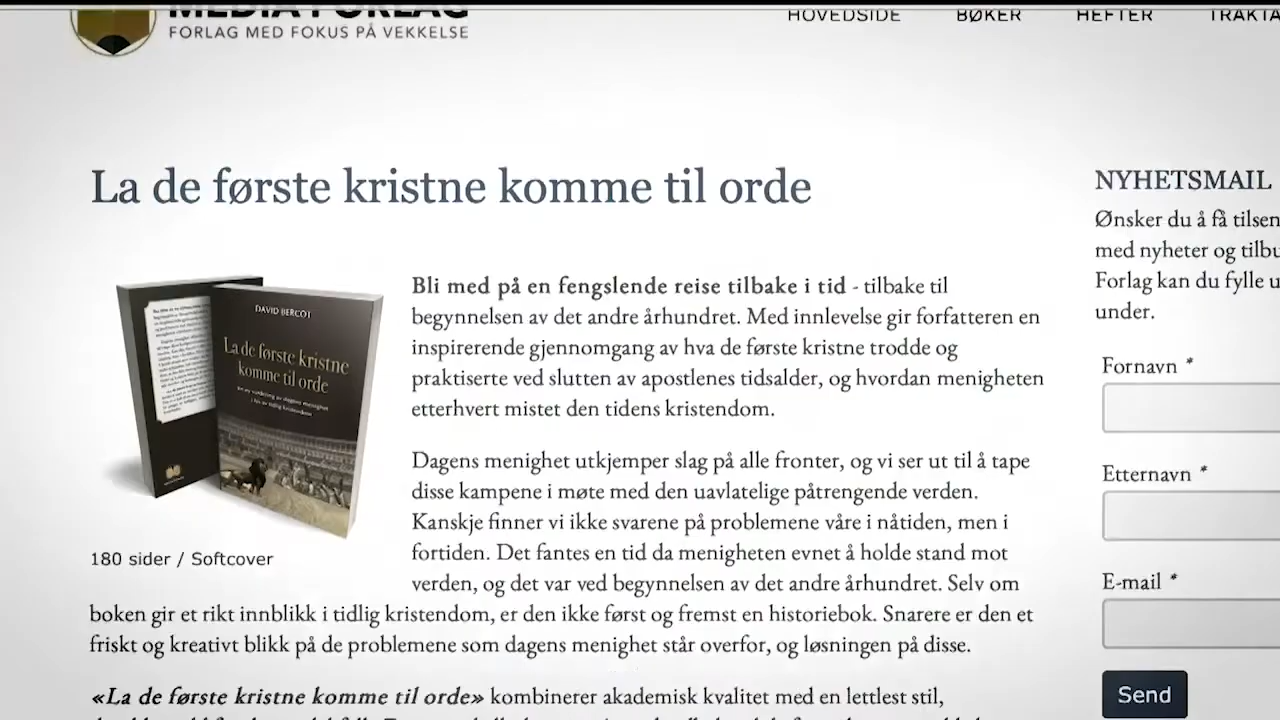 MEDIA FORLAG
FORLAG MED FOKUS PÅ VEKKELSE
HOVEDSIDE BØKER HEFTER TRAKTA
La de første kristne komme til orde
DAVID BERCOT
La de første kristne
komme til orde
Bli med på en fengslende reise tilbake i tid - tilbake til
begynnelsen av det andre århundret. Med innlevelse gir forfatteren en
inspirerende gjennomgang av hva de første kristne trodde og
praktiserte ved slutten av apostlenes tidsalder, og hvordan menigheten
etterhvert mistet den tidens kristendom.
Dagens menighet utkjemper slag på alle fronter, og vi ser ut til å tape
disse kampene i møte med den uavlatelige påtrengende verden.
Kanskje finner vi ikke svarene på problemene våre i nåtiden, men i
fortiden. Det fantes en tid da menigheten evnet å holde stand mot
verden, og det var ved begynnelsen av det andre århundret. Selv om
boken gir et rikt innblikk i tidlig kristendom, er den ikke først og fremst en historiebok. Snarere er den et
friskt og kreativt blikk på de problemene som dagens menighet står overfor, og løsningen på disse.
180 sider / Softcover
«La de første kristne komme til orde» kombinerer akademisk kvalitet med en lettlest stil,
NYHETSMAIL
Ønsker du å få tilsen
med nyheter og tilbu
Forlag kan du fylle u
under.
Fornavn *
Etternavn *
E-mail *
Send